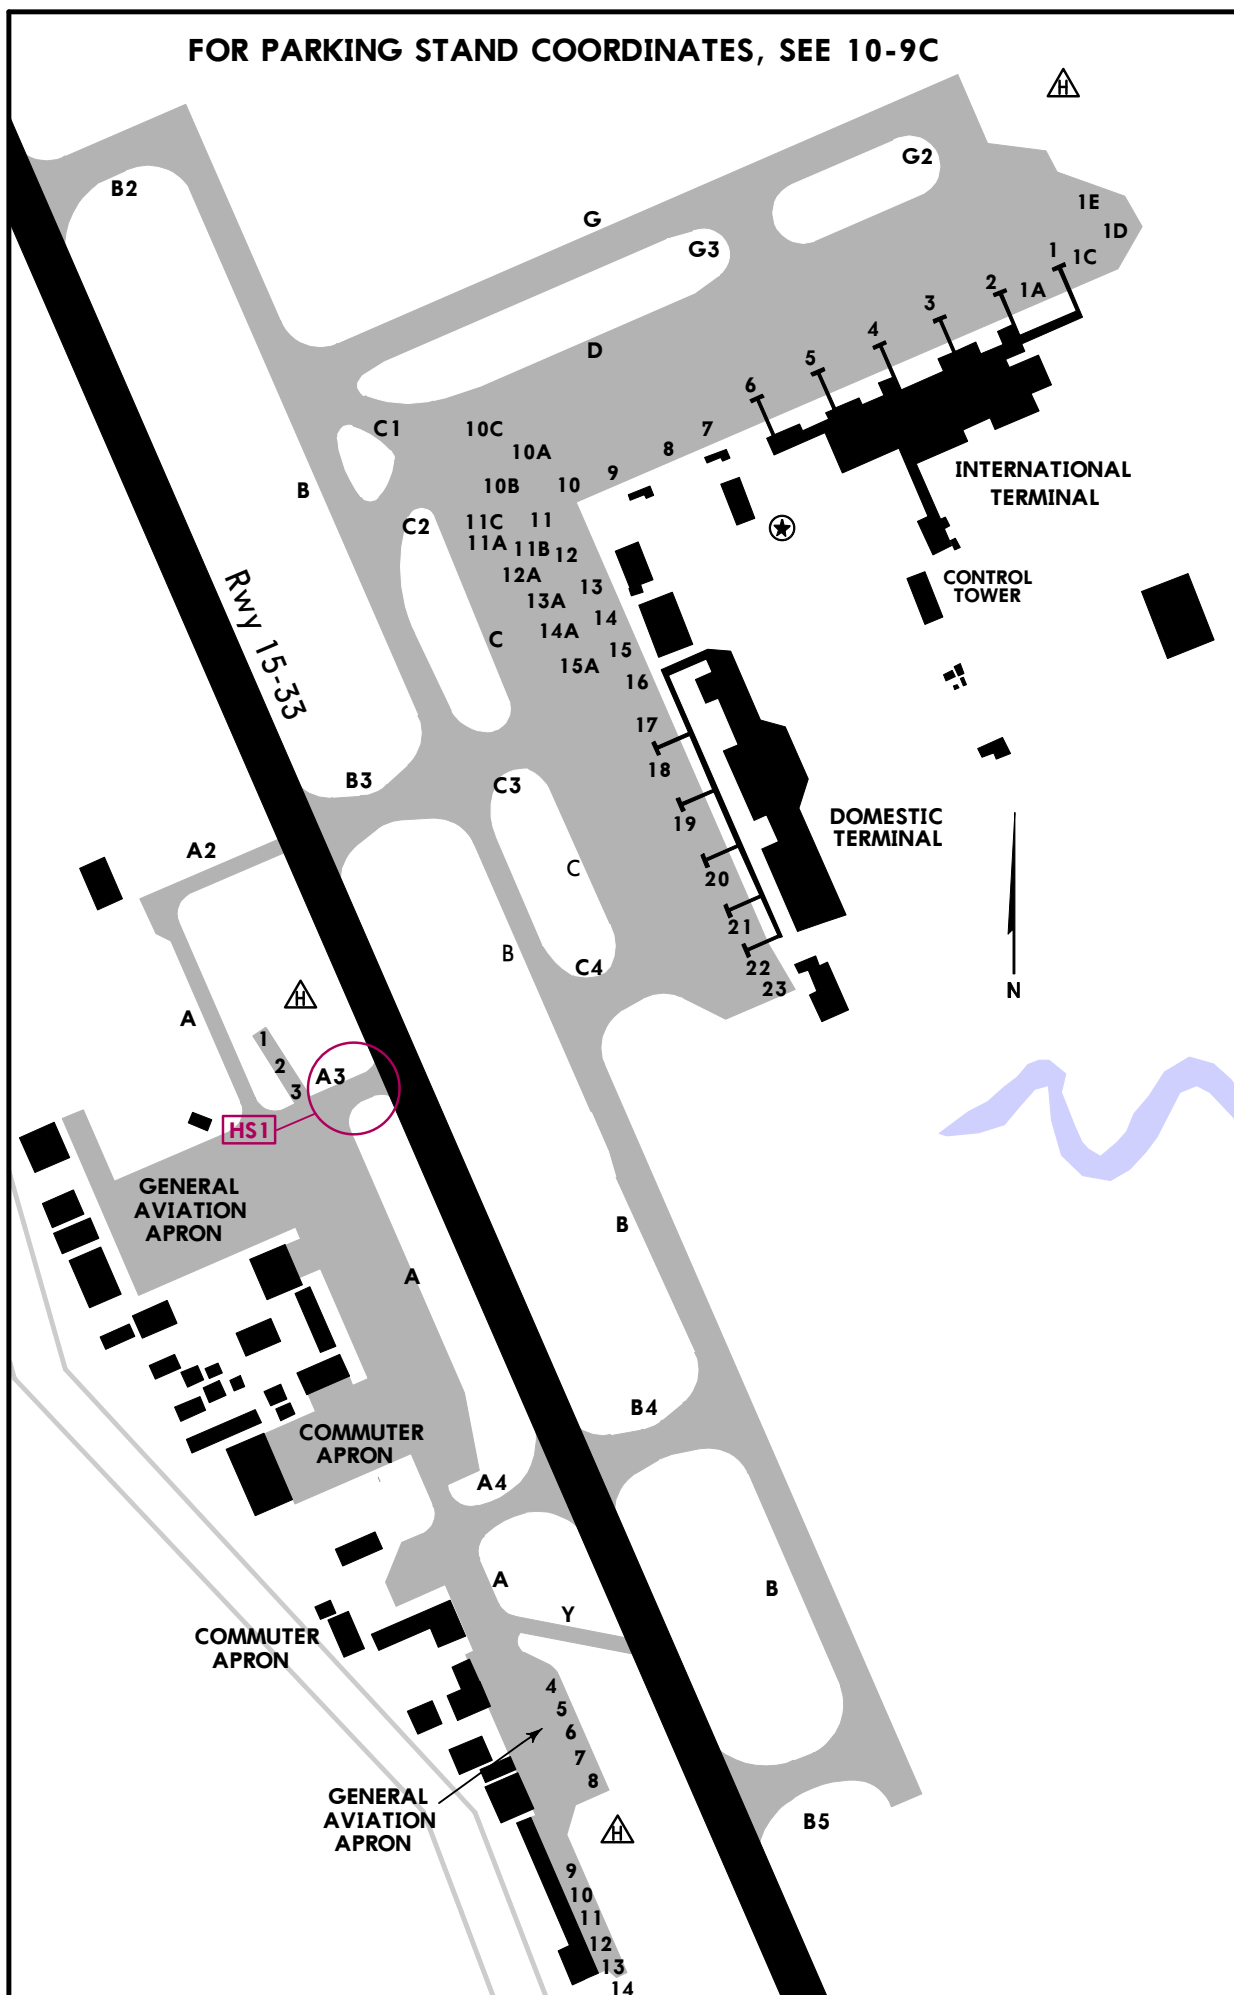 FOR PARKING STAND COORDINATES, SEE 10-9C
H
G2
B2
1E
G
1D
G3
1
1C
2
1A
3
4
D
5
6
C1
10C
7
10A
8
INTERNATIONAL
TERMINAL
9
10B
10
B
11C
11
C2
11A
11B
12
12A
CONTROL
TOWER
13
13A
Rwy 15-33
14
14A
C
15
15A
16
17
18
B3
C3
19
DOMESTIC
TERMINAL
A2
C
20
21
B
C4
22
23
N
H
A
1
2
A3
3
HS1
GENERAL
AVIATION
APRON
B
A
B4
COMMUTER
APRON
A4
A
B
Y
COMMUTER
APRON
4
5
6
7
8
GENERAL
AVIATION
APRON
B5
H
9
10
11
12
13
14